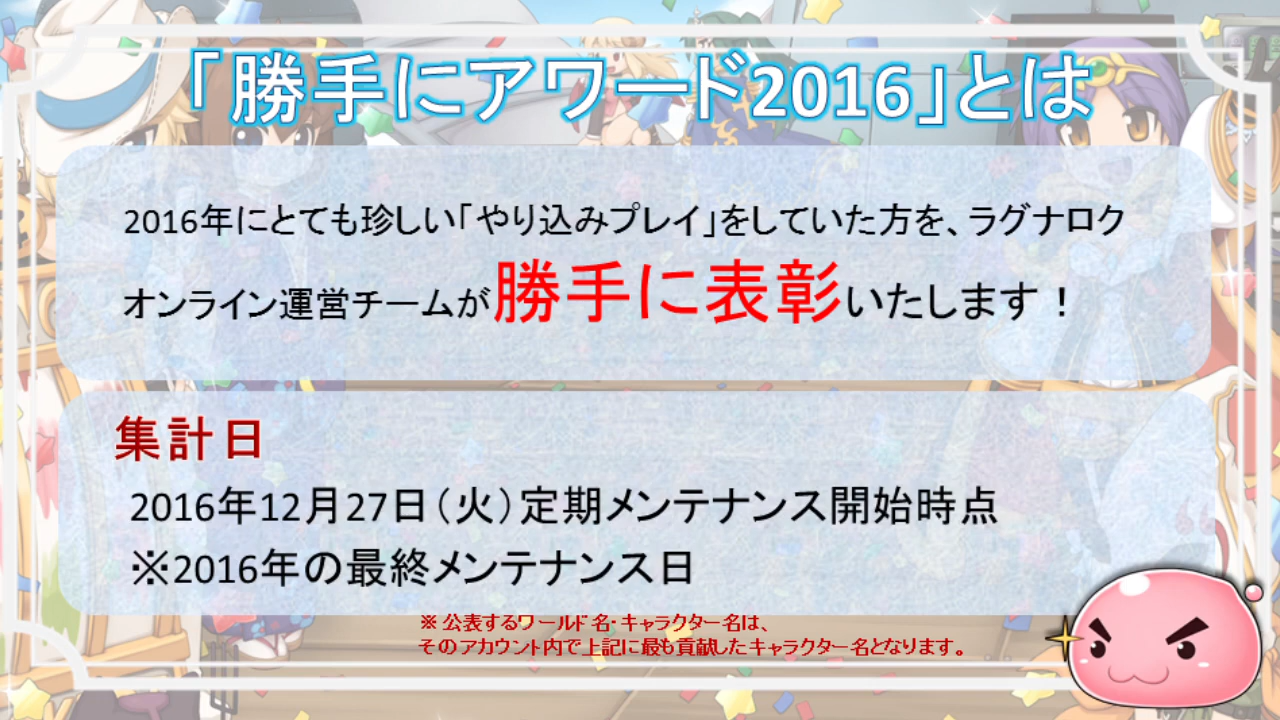 「勝手にアワード2016」とは
2016年にとても珍しい「やり込みプレイ」をしていた方を、ラグナロク
オンライン運営チームが勝手に表彰いたします！
集計日
2016年12月27日（火）定期メンテナンス開始時点
※2016年の最終メンテナンス日
※ 公表するワールド名・キャラクター名は、
そのアカウント内で上記に最も貢献したキャラクター名となります。